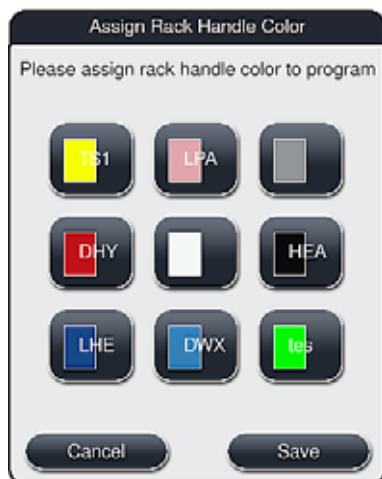 Assign Rack Handle Color
Please assign rack handle color to program
TS1 LPA
DHY HEA
LHE DWX tes
Cancel Save